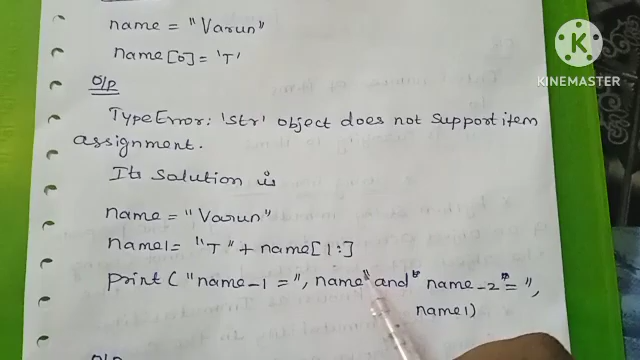 name = "Varun"
name[0] = 'T'
O/p
TypeError: 'str' object does not support item
assignment.
Its solution is
name = "Varun"
name1 = "T" + name[1:]
print("name-1 =", name" and " name-2" =",
name1)
KINEMASTER